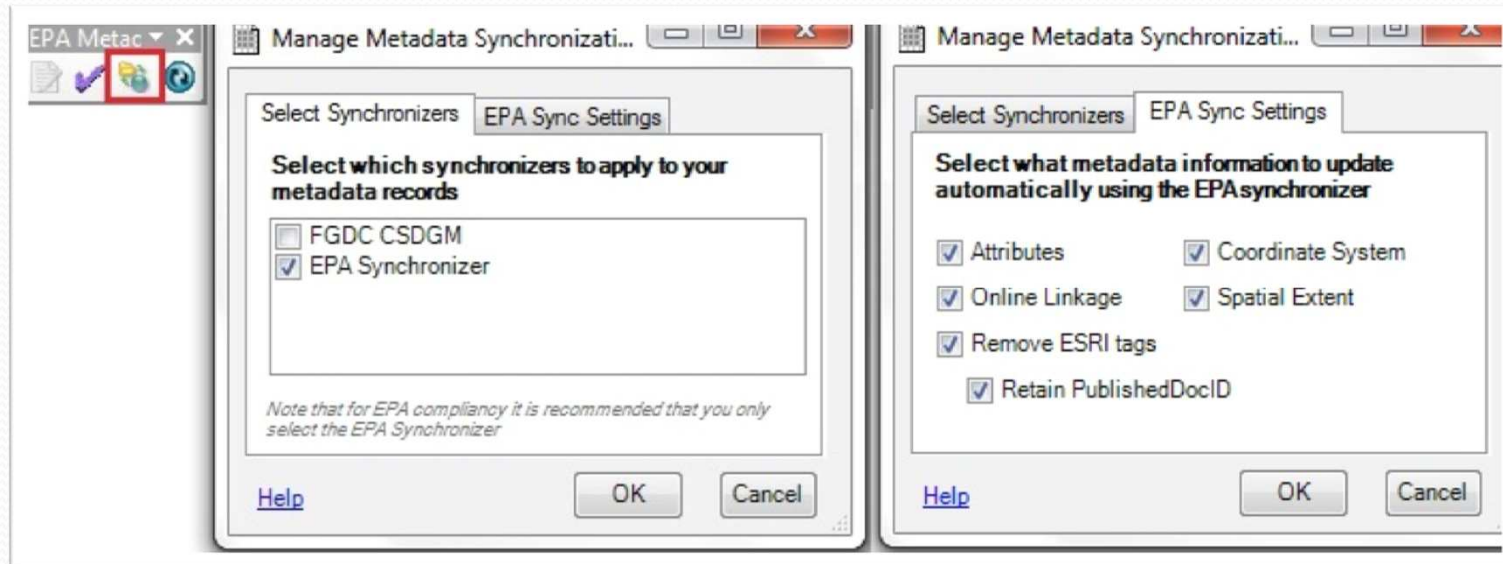 EPA Metac
Manage Metadata Synchronizati...
Select Synchronizers
EPA Sync Settings
Select which synchronizers to apply to your
metadata records
FGDC CSDGM
EPA Synchronizer
Note that for EPA compliancy it is recommended that you only
select the EPA Synchronizer
Help
OK
Cancel
Manage Metadata Synchronizati...
Select Synchronizers
EPA Sync Settings
Select what metadata information to update
automatically using the EPA synchronizer
Attributes
Coordinate System
Online Linkage
Spatial Extent
Remove ESRI tags
Retain PublishedDocID
Help
OK
Cancel